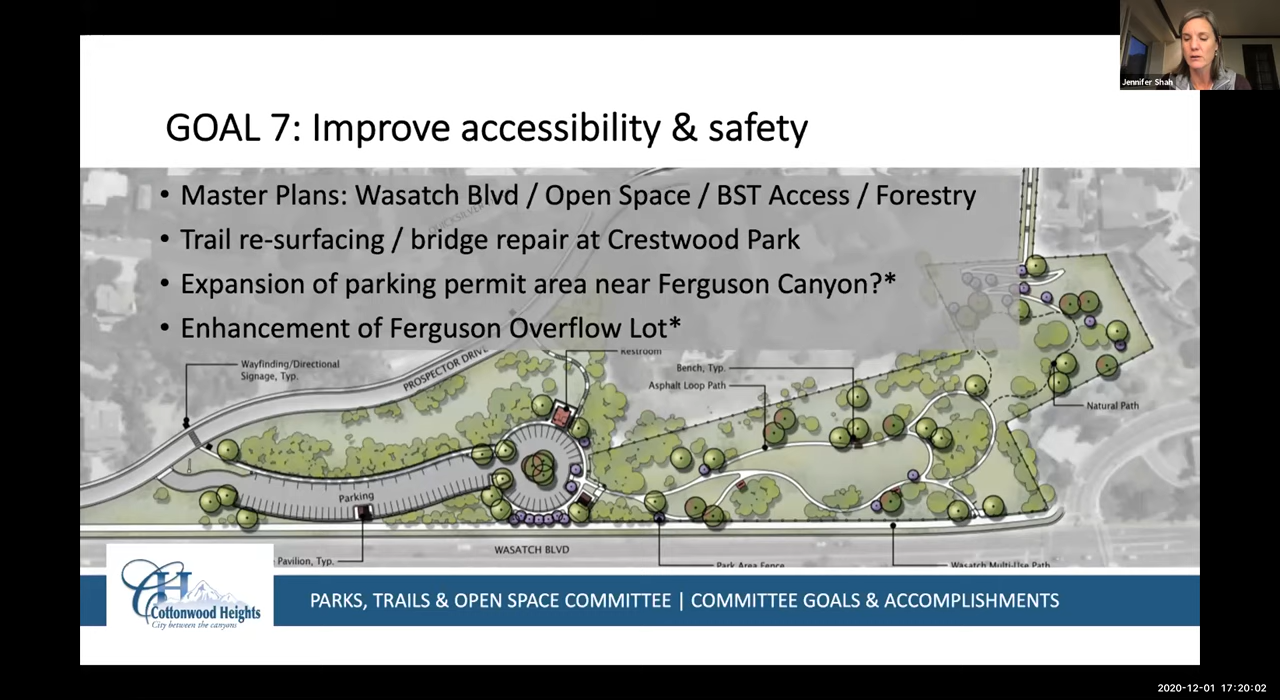 Jennifer Shah
GOAL 7: Improve accessibility & safety
• Master Plans: Wasatch Blvd / Open Space / BST Access / Forestry
• Trail re-surfacing / bridge repair at Crestwood Park
• Expansion of parking permit area near Ferguson Canyon?*
• Enhancement of Ferguson Overflow Lot*
Restroom
Wayfinding/Directional
Signage, Typ.
PROSPECTOR DRIVE
Bench, Typ.
Asphalt Loop Path
Natural Path
Parking
WASATCH BLVD
Pavilion, Typ.
Park Area Fence
Wasatch Multi-Use Path
CH
Cottonwood Heights
City between the canyons
PARKS, TRAILS & OPEN SPACE COMMITTEE | COMMITTEE GOALS & ACCOMPLISHMENTS
2020-12-01 17:20:02